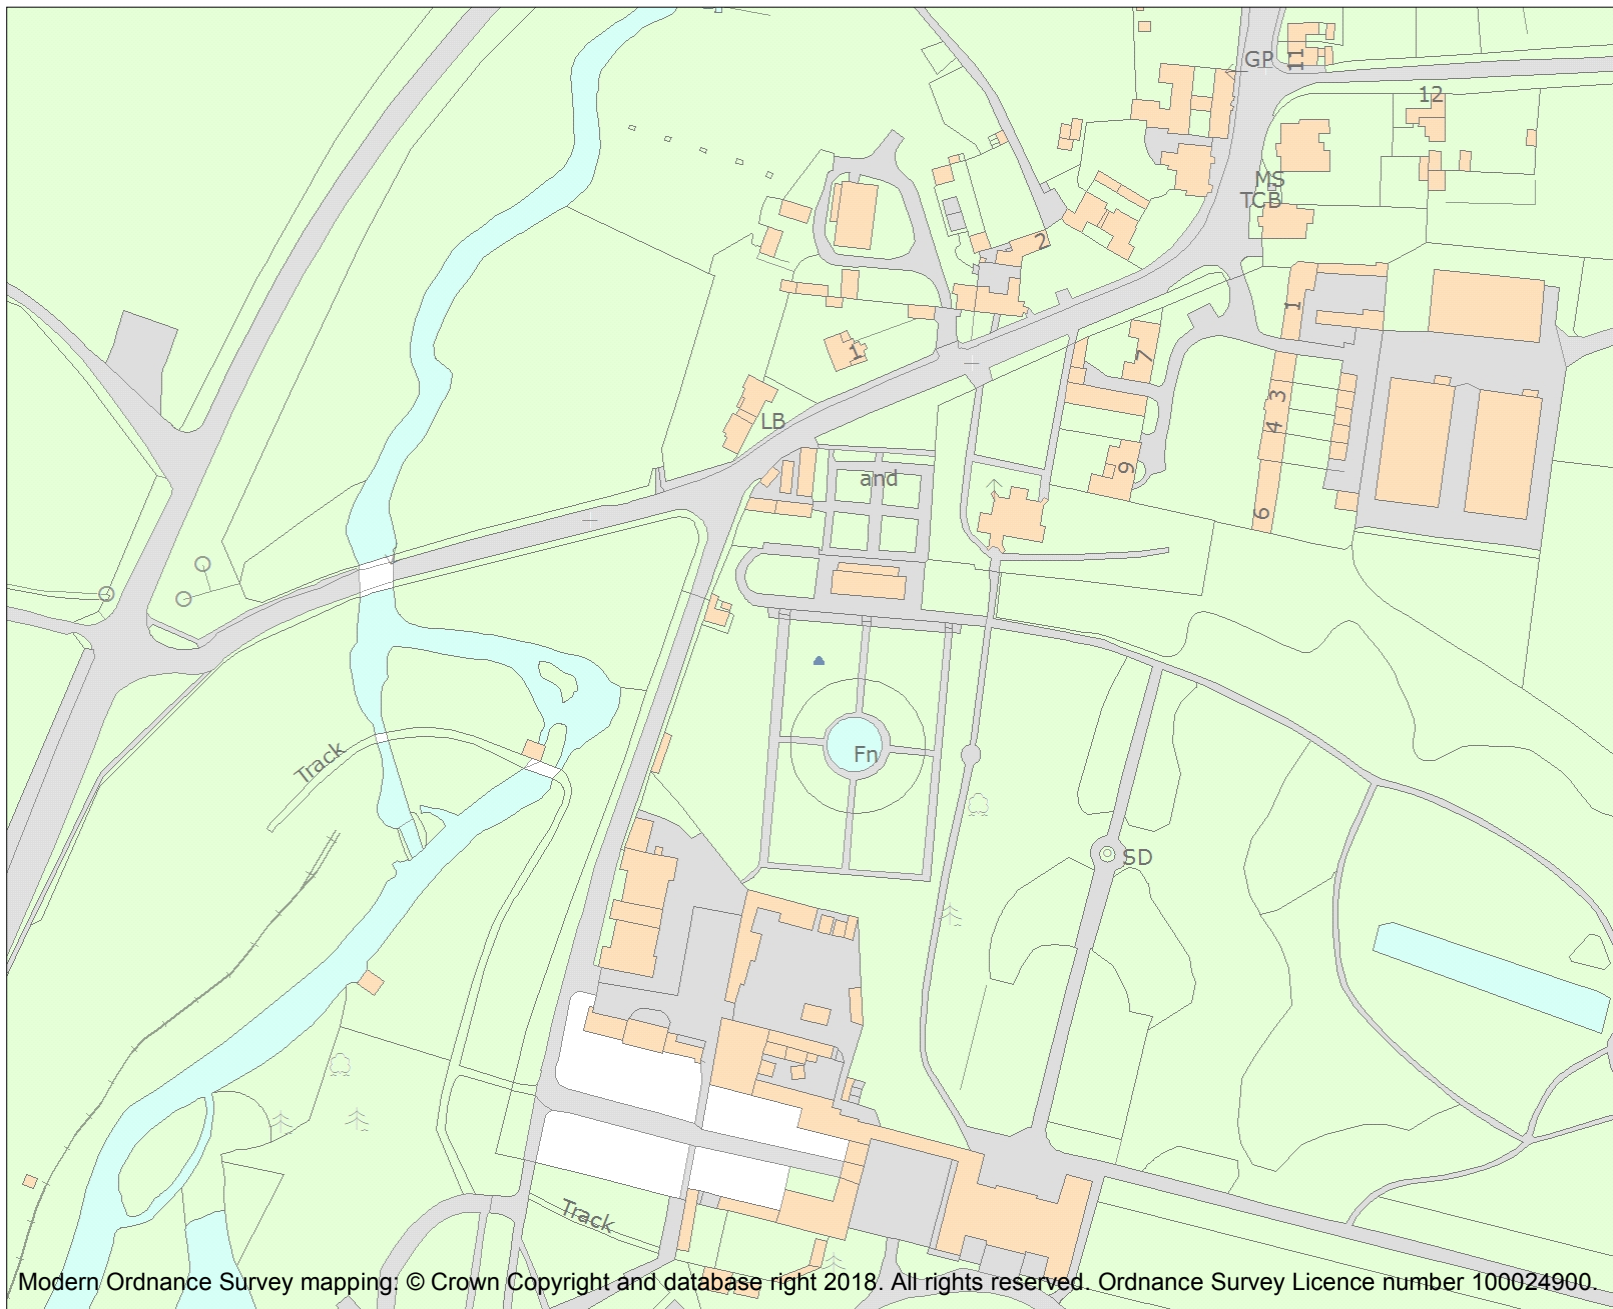 GP
11
12
MS
TCB
2
1
1
7
LB
3
4
and
9
6
Track
Fn
SD
Track
Modern Ordnance Survey mapping: © Crown Copyright and database right 2018. All rights reserved. Ordnance Survey Licence number 100024900.